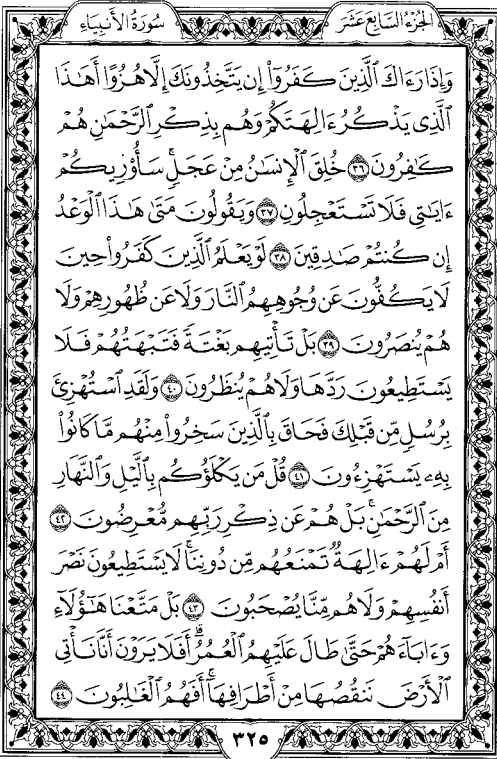 الجزء السابع عشر
سورة الأنبياء
وَإِذَا رَءَاكَ ٱلَّذِينَ كَفَرُوٓا۟ إِن يَتَّخِذُونَكَ إِلَّا هُزُوًا أَهَـٰذَا
ٱلَّذِى يَذْكُرُ ءَالِهَتَكُمْ وَهُم بِذِكْرِ ٱلرَّحْمَـٰنِ هُمْ
كَـٰفِرُونَ ٣٦ خُلِقَ ٱلْإِنسَـٰنُ مِنْ عَجَلٍ ۚ سَأُو۟رِيكُمْ
ءَايَـٰتِى فَلَا تَسْتَعْجِلُونِ ٣٧ وَيَقُولُونَ مَتَىٰ هَـٰذَا ٱلْوَعْدُ
إِن كُنتُمْ صَـٰدِقِينَ ٣٨ لَوْ يَعْلَمُ ٱلَّذِينَ كَفَرُوا۟ حِينَ
لَا يَكُفُّونَ عَن وُجُوهِهِمُ ٱلنَّارَ وَلَا عَن ظُهُورِهِمْ وَلَا
هُمْ يُنصَرُونَ ٣٩ بَلْ تَأْتِيهِم بَغْتَةً فَتَبْهَتُهُمْ فَلَا
يَسْتَطِيعُونَ رَدَّهَا وَلَا هُمْ يُنظَرُونَ ٤٠ وَلَقَدِ ٱسْتُهْزِئَ
بِرُسُلٍ مِّن قَبْلِكَ فَحَاقَ بِٱلَّذِينَ سَخِرُوا۟ مِنْهُم مَّا كَانُوا۟
بِهِۦ يَسْتَهْزِءُونَ ٤١ قُلْ مَن يَكْلَؤُكُم بِٱلَّيْلِ وَٱلنَّهَارِ
مِنَ ٱلرَّحْمَـٰنِ ۗ بَلْ هُمْ عَن ذِكْرِ رَبِّهِم مُّعْرِضُونَ ٤٢
أَمْ لَهُمْ ءَالِهَةٌ تَمْنَعُهُم مِّن دُونِنَا ۚ لَا يَسْتَطِيعُونَ نَصْرَ
أَنفُسِهِمْ وَلَا هُم مِّنَّا يُصْحَبُونَ ٤٣ بَلْ مَتَّعْنَا هَـٰٓؤُلَآءِ
وَءَابَآءَهُمْ حَتَّىٰ طَالَ عَلَيْهِمُ ٱلْعُمُرُ ۗ أَفَلَا يَرَوْنَ أَنَّا نَأْتِى
ٱلْأَرْضَ نَنقُصُهَا مِنْ أَطْرَافِهَآ ۚ أَفَهُمُ ٱلْغَـٰلِبُونَ ٤٤
٣٢٥